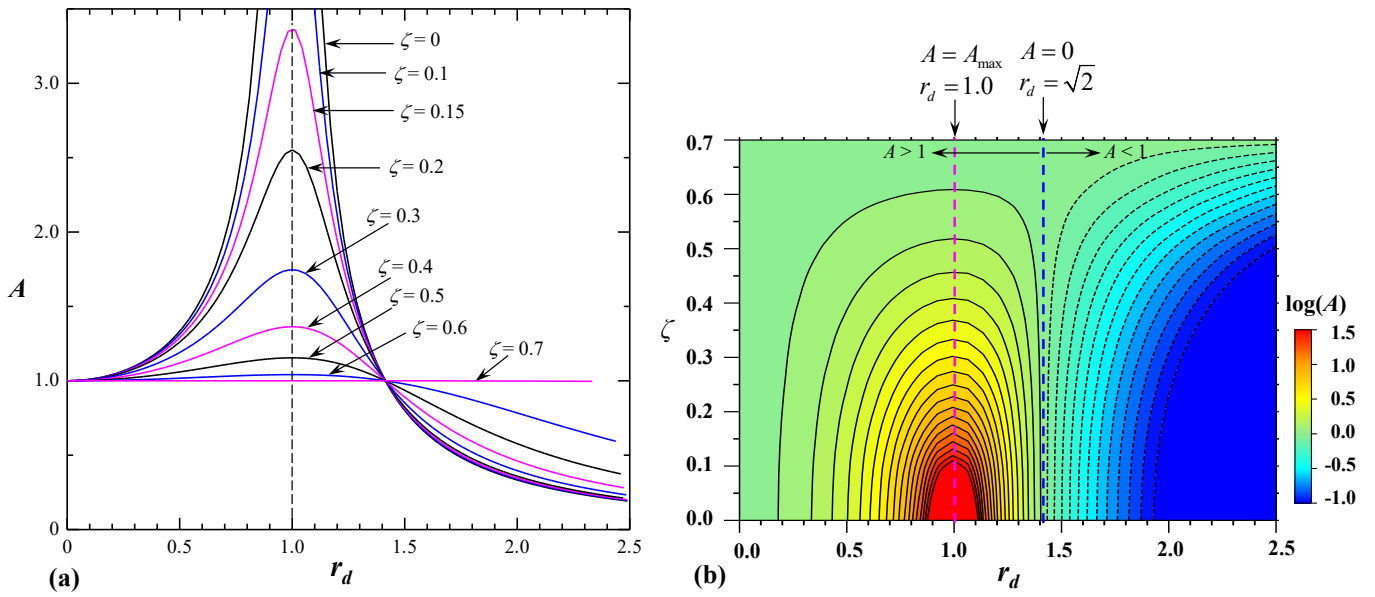 3.0
2.0
1.0
0
A
ζ = 0
ζ = 0.1
ζ = 0.15
ζ = 0.2
ζ = 0.3
ζ = 0.4
ζ = 0.5
ζ = 0.6
ζ = 0.7
0 0.5 1.0 1.5 2.0 2.5
(a) r_d
A = A_max A = 0
r_d = 1.0 r_d = √2
A > 1 A < 1
0.7
0.6
0.5
0.4
0.3
0.2
0.1
0.0
ζ
0.0 0.5 1.0 1.5 2.0 2.5
(b) r_d
log(A)
1.5
1.0
0.5
0.0
-0.5
-1.0